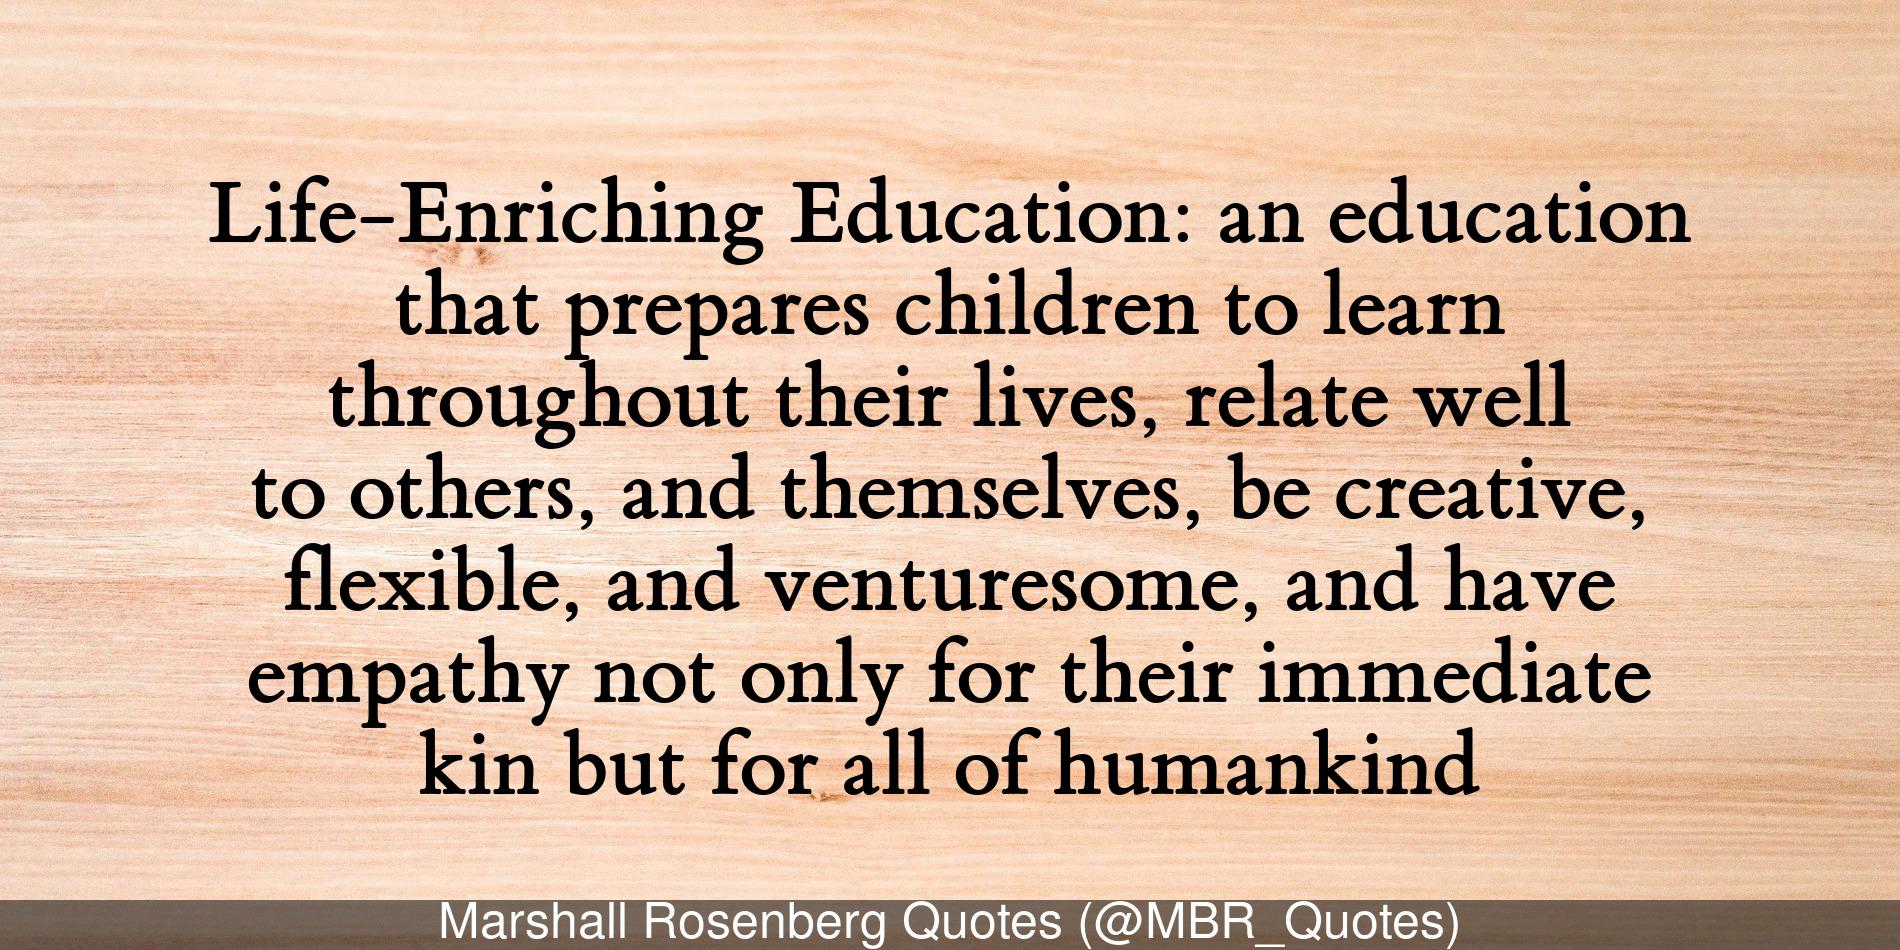 Life-Enriching Education: an education
that prepares children to learn
throughout their lives, relate well
to others, and themselves, be creative,
flexible, and venturesome, and have
empathy not only for their immediate
kin but for all of humankind
Marshall Rosenberg Quotes (@MBR_Quotes)